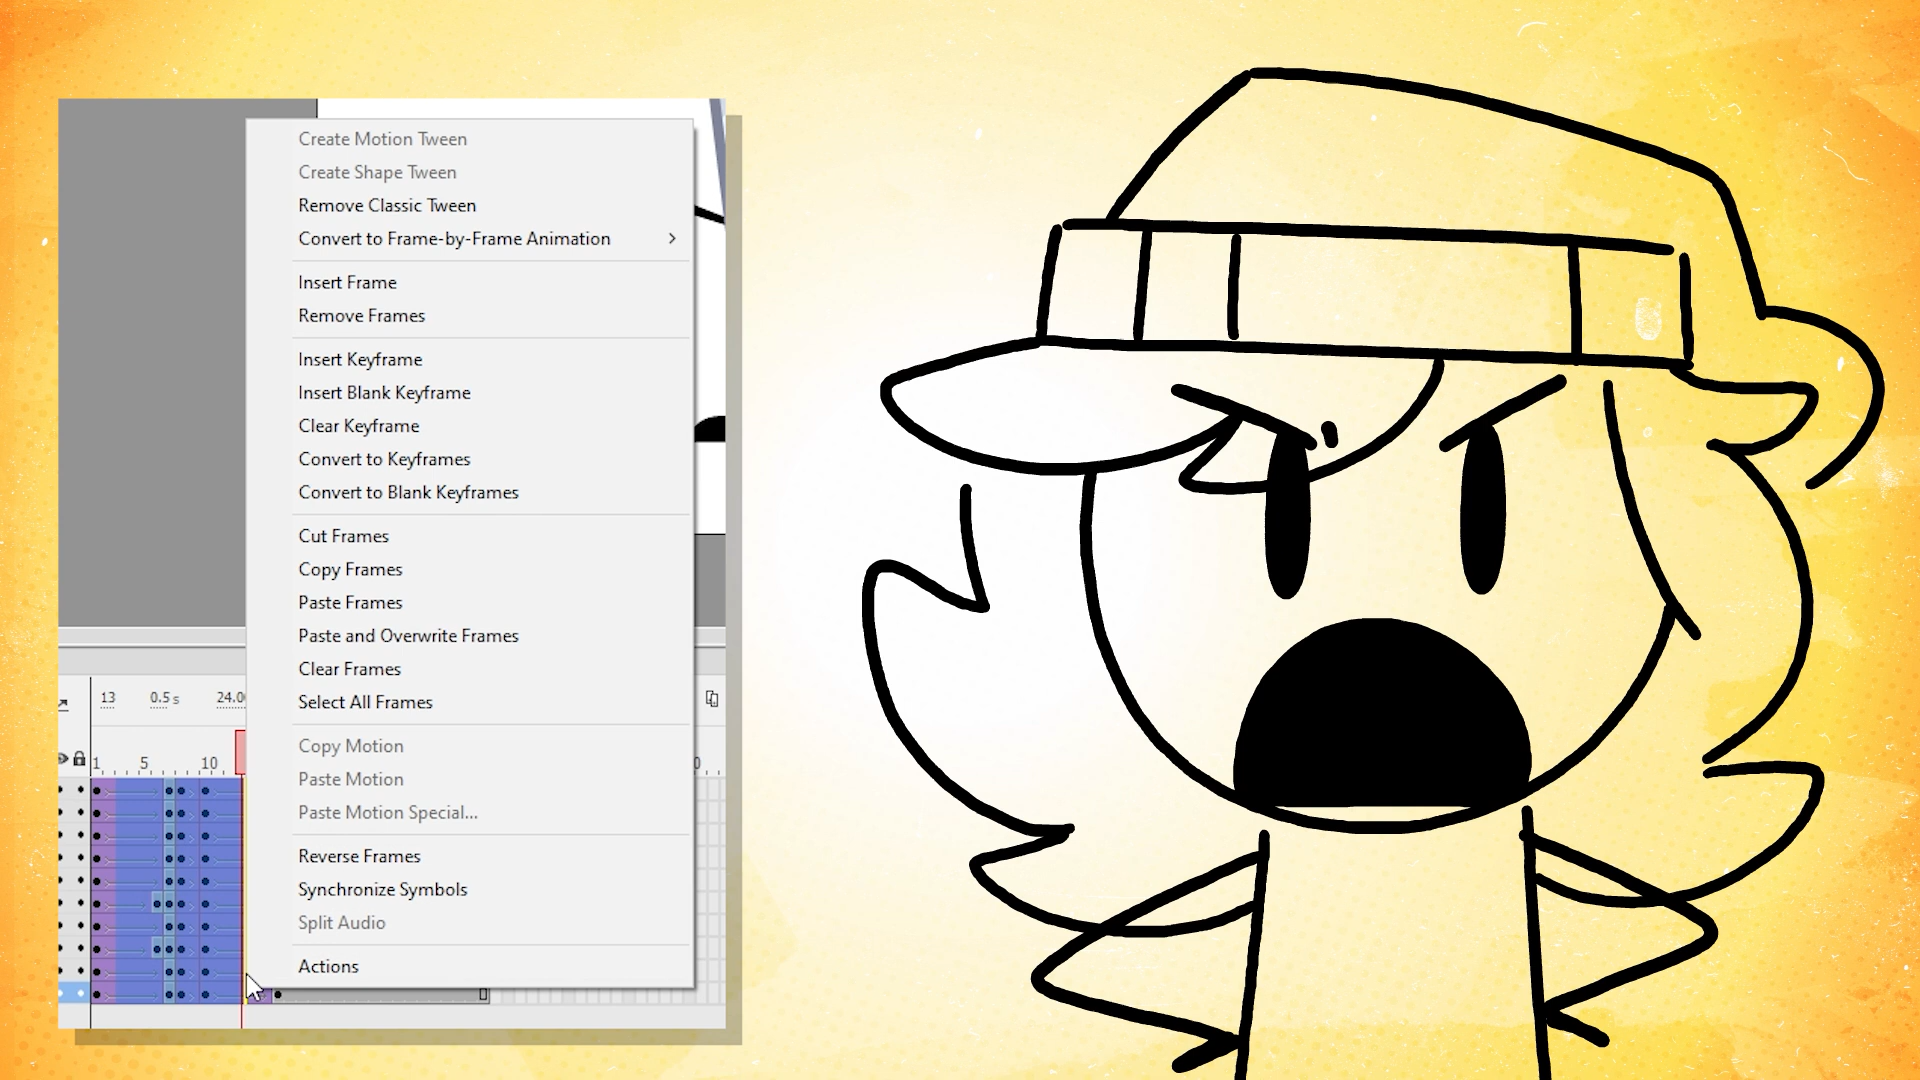 Create Motion Tween
Create Shape Tween
Remove Classic Tween
Convert to Frame-by-Frame Animation
Insert Frame
Remove Frames
Insert Keyframe
Insert Blank Keyframe
Clear Keyframe
Convert to Keyframes
Convert to Blank Keyframes
Cut Frames
Copy Frames
Paste Frames
Paste and Overwrite Frames
Clear Frames
Select All Frames
Copy Motion
Paste Motion
Paste Motion Special...
Reverse Frames
Synchronize Symbols
Split Audio
Actions
13 0.5 s 24.0
1 5 10 0